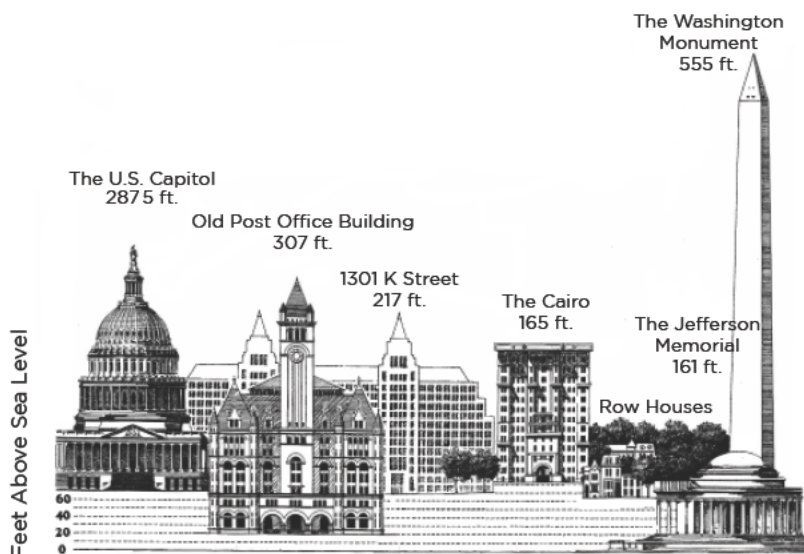 The Washington
Monument
555 ft.
The U.S. Capitol
287 5 ft.
Old Post Office Building
307 ft.
1301 K Street
217 ft.
The Cairo
165 ft.
The Jefferson
Memorial
161 ft.
Row Houses
Feet Above Sea Level
60
40
20
0